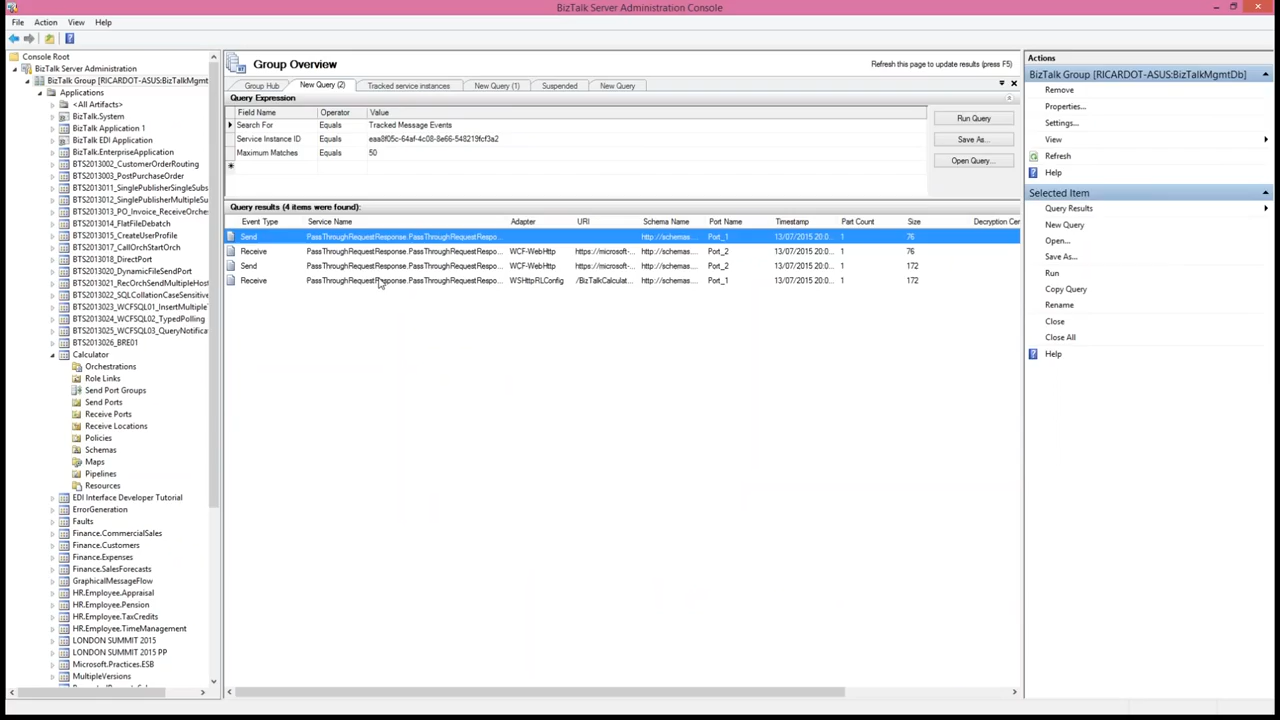 BizTalk Server Administration Console
File Action View Help
Console Root
BizTalk Server Administration
BizTalk Group [RICARDOT-ASUS:BizTalkMgmt
Applications
<All Artifacts>
BizTalk.System
BizTalk Application 1
BizTalk EDI Application
BizTalk.EnterpriseApplication
BTS2013002_CustomerOrderRouting
BTS2013003_PostPurchaseOrder
BTS2013011_SinglePublisherSingleSubs
BTS2013012_SinglePublisherMultipleSu
BTS2013013_PO_Invoice_ReceiveOrches
BTS2013014_FlatFileDebatch
BTS2013015_CreateUserProfile
BTS2013017_CallOrchStartOrch
BTS2013018_DirectPort
BTS2013020_DynamicFileSendPort
BTS2013021_RecOrchSendMultipleHost
BTS2013022_SQLCollationCaseSensitive
BTS2013023_WCFSQL01_InsertMultipleT
BTS2013024_WCFSQL02_TypedPolling
BTS2013025_WCFSQL03_QueryNotifica
BTS2013026_BRE01
Calculator
Orchestrations
Role Links
Send Port Groups
Send Ports
Receive Ports
Receive Locations
Policies
Schemas
Maps
Pipelines
Resources
EDI Interface Developer Tutorial
ErrorGeneration
Faults
Finance.CommercialSales
Finance.Customers
Finance.Expenses
Finance.SalesForecasts
GraphicalMessageFlow
HR.Employee.Appraisal
HR.Employee.Pension
HR.Employee.TaxCredits
HR.Employee.TimeManagement
LONDON SUMMIT 2015
LONDON SUMMIT 2015 PP
Microsoft.Practices.ESB
MultipleVersions
Group Overview
Refresh this page to update results (press F5)
Group Hub New Query (2) Tracked service instances New Query (1) Suspended New Query
Query Expression
Field Name Operator Value
Search For Equals Tracked Message Events
Service Instance ID Equals eaa8f05c-64af-4c08-8e66-548219fcf3a2
Maximum Matches Equals 50
Run Query
Save As...
Open Query...
Query results (4 items were found):
Event Type Service Name Adapter URI Schema Name Port Name Timestamp Part Count Size Decryption Cer
Send PassThroughRequestResponse.PassThroughRequestRespo... http://schemas.... Port_1 13/07/2015 20:0... 1 76
Receive PassThroughRequestResponse.PassThroughRequestRespo... WCF-WebHttp https://microsoft-... http://schemas.... Port_2 13/07/2015 20:0... 1 76
Send PassThroughRequestResponse.PassThroughRequestRespo... WCF-WebHttp https://microsoft-... http://schemas.... Port_2 13/07/2015 20:0... 1 172
Receive PassThroughRequestResponse.PassThroughRequestRespo... WSHttpRLConfig /BizTalkCalculat... http://schemas.... Port_1 13/07/2015 20:0... 1 172
Actions
BizTalk Group [RICARDOT-ASUS:BizTalkMgmtDb]
Remove
Properties...
Settings...
View
Refresh
Help
Selected Item
Query Results
New Query
Open...
Save As...
Run
Copy Query
Rename
Close
Close All
Help